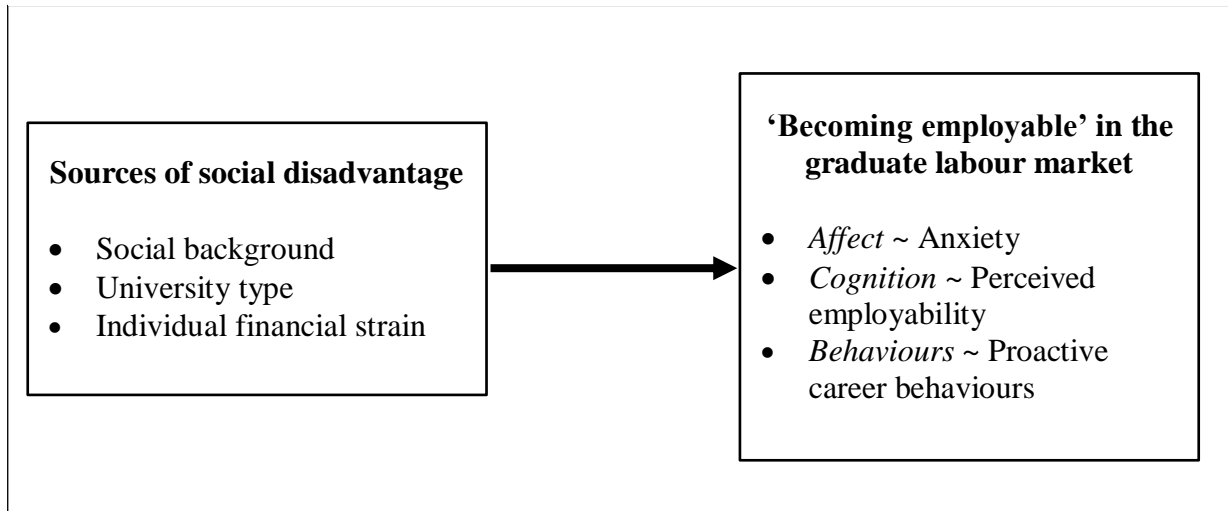 Sources of social disadvantage
• Social background
• University type
• Individual financial strain
‘Becoming employable’ in the
graduate labour market
• Affect ~ Anxiety
• Cognition ~ Perceived
employability
• Behaviours ~ Proactive
career behaviours